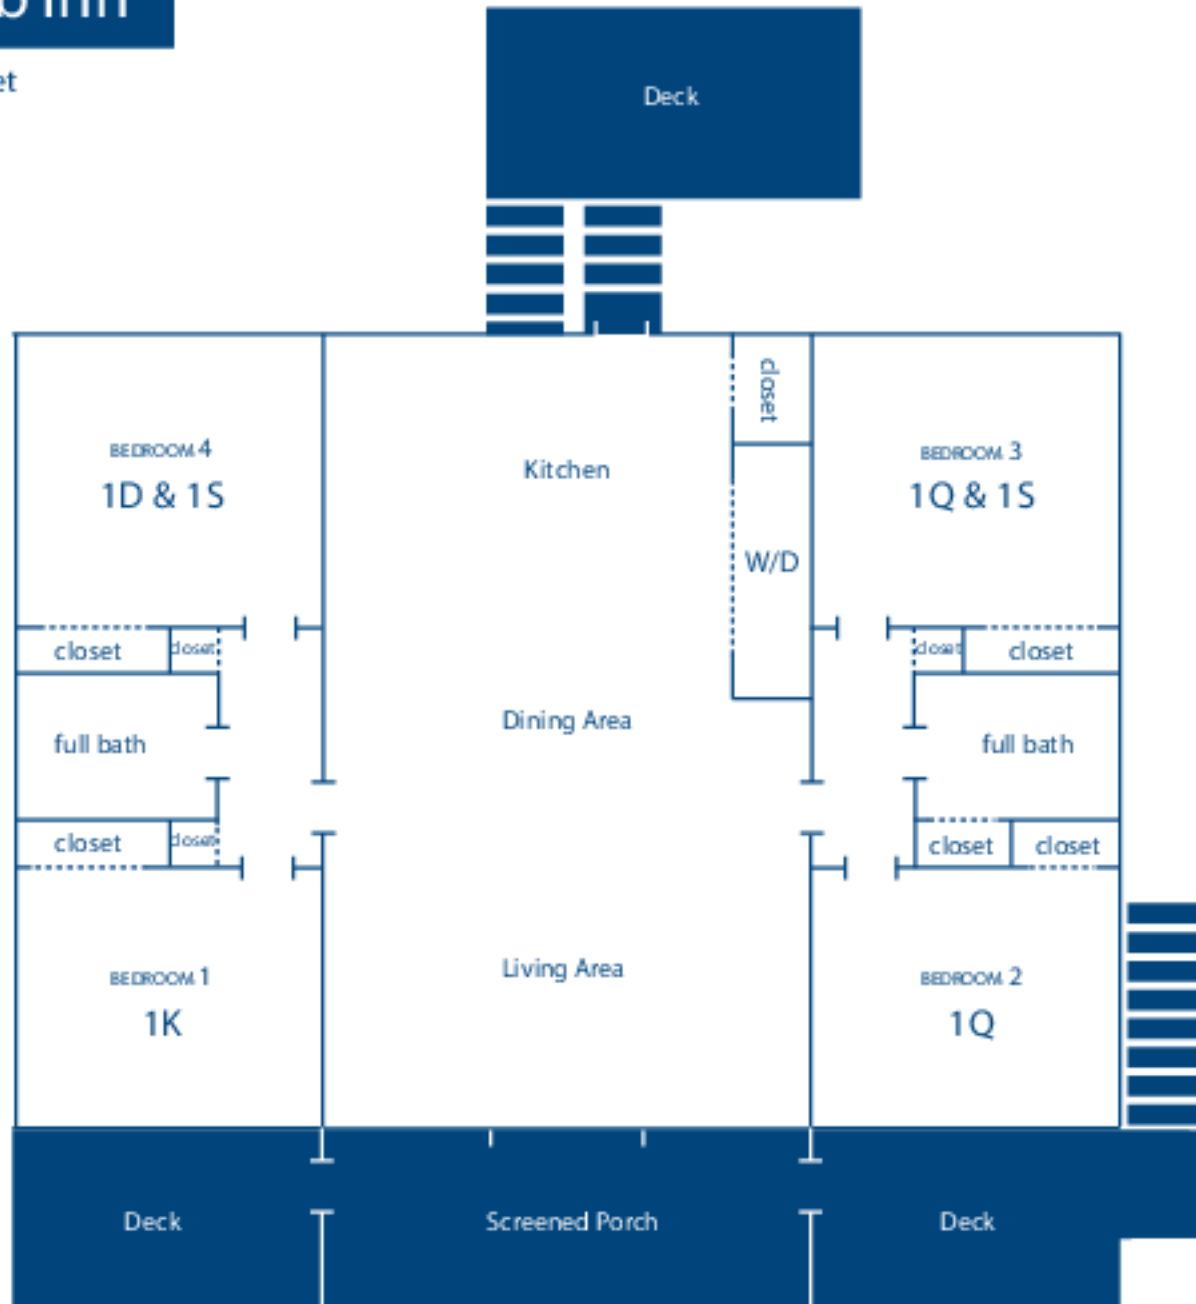 Inn
Deck
closet
BEDROOM 4
1D & 1S
Kitchen
BEDROOM 3
1Q & 1S
W/D
closet
closet
closet
closet
Dining Area
full bath
full bath
closet
closet
closet
closet
Living Area
BEDROOM 1
1K
BEDROOM 2
1Q
Deck
Screened Porch
Deck